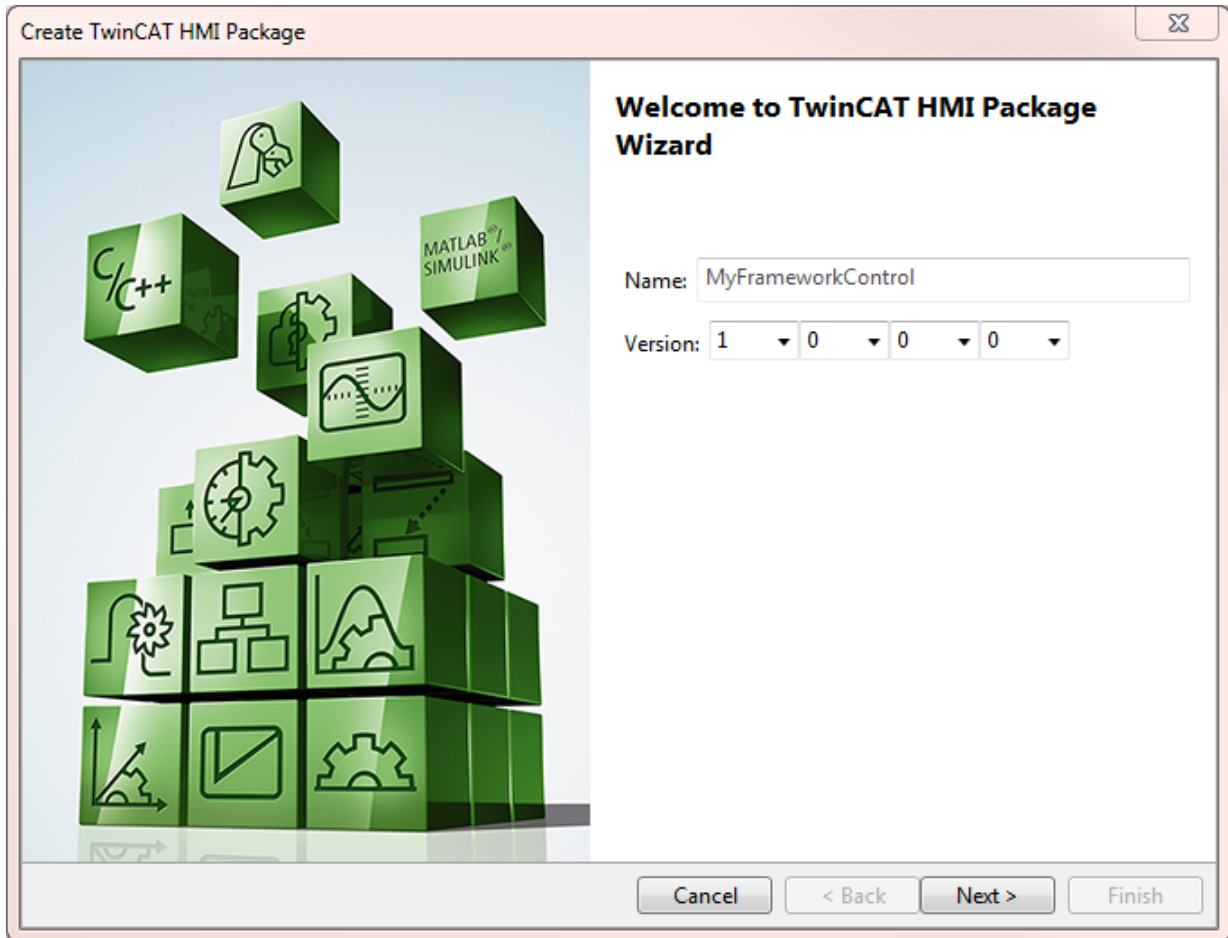 Create TwinCAT HMI Package
Welcome to TwinCAT HMI Package
Wizard
C/C++
MATLAB®/
SIMULINK®
Name: MyFrameworkControl
Version: 1 0 0 0
Cancel < Back Next > Finish